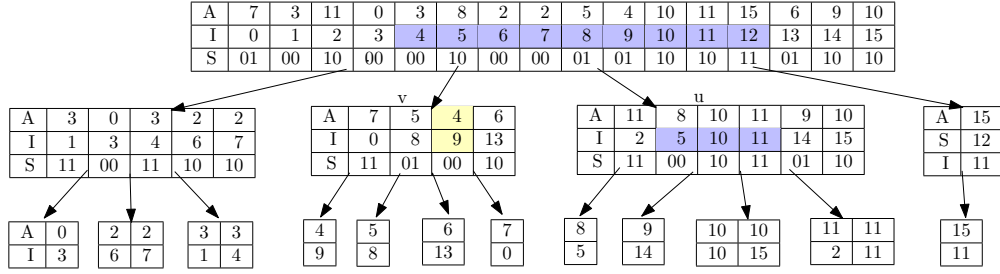 A 7 3 11 0 3 8 2 2 5 4 10 11 15 6 9 10
I 0 1 2 3 4 5 6 7 8 9 10 11 12 13 14 15
S 01 00 10 00 00 10 00 00 01 01 10 10 11 01 10 10
v
u
A 3 0 3 2 2
I 1 3 4 6 7
S 11 00 11 10 10
A 7 5 4 6
I 0 8 9 13
S 11 01 00 10
A 11 8 10 11 9 10
I 2 5 10 11 14 15
S 11 00 10 11 01 10
A 15
S 12
I 11
A 0
I 3
2 2
6 7
3 3
1 4
4
9
5
8
6
13
7
0
8
5
9
14
10 10
10 15
11 11
2 11
15
11